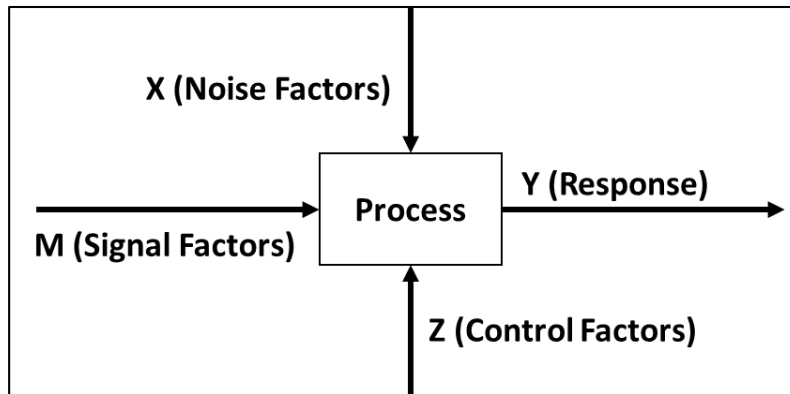 X (Noise Factors)
Y (Response)
Process
M (Signal Factors)
Z (Control Factors)